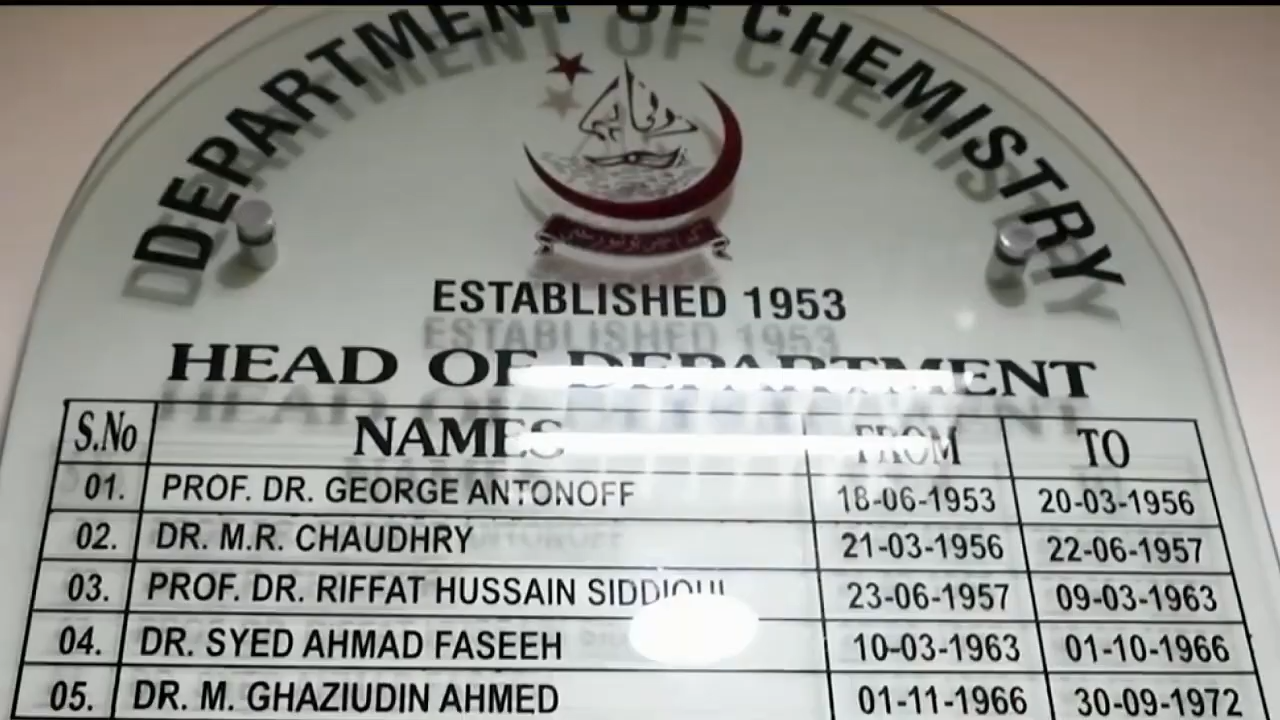 DEPARTMENT OF CHEMISTRY
ESTABLISHED 1953
HEAD OF DEPARTMENT
S.No NAMES FROM TO
01. PROF. DR. GEORGE ANTONOFF 18-06-1953 20-03-1956
02. DR. M.R. CHAUDHRY 21-03-1956 22-06-1957
03. PROF. DR. RIFFAT HUSSAIN SIDDIQUI 23-06-1957 09-03-1963
04. DR. SYED AHMAD FASEEH 10-03-1963 01-10-1966
05. DR. M. GHAZIUDIN AHMED 01-11-1966 30-09-1972